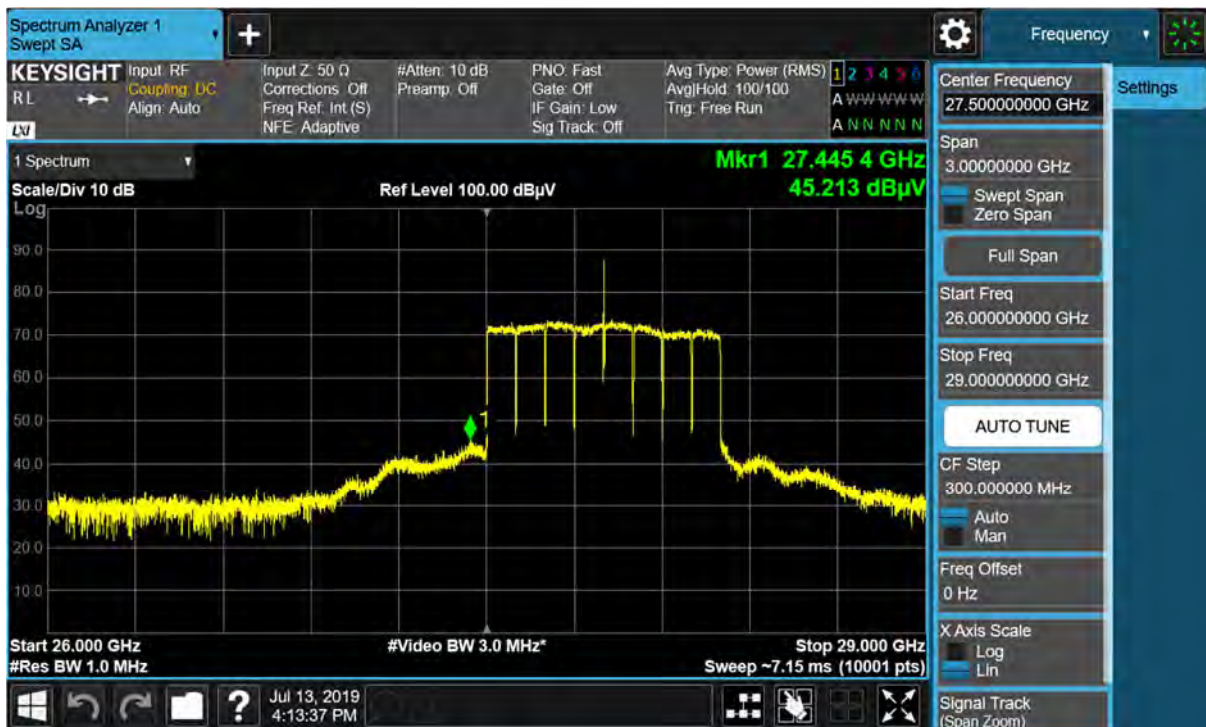 Spectrum Analyzer 1
Swept SA
Frequency
KEYSIGHT
R L
LXI
Input: RF
Coupling: DC
Align: Auto
Input Z: 50 Ω
Corrections: Off
Freq Ref: Int (S)
NFE: Adaptive
#Atten: 10 dB
Preamp: Off
PNO: Fast
Gate: Off
IF Gain: Low
Sig Track: Off
Avg Type: Power (RMS)
Avg|Hold: 100/100
Trig: Free Run
1 2 3 4 5 6
A W W W W W
A N N N N N
1 Spectrum
Scale/Div 10 dB
Log
Ref Level 100.00 dBµV
Mkr1 27.445 4 GHz
45.213 dBµV
90.0
80.0
70.0
60.0
50.0
40.0
30.0
20.0
10.0
1
Start 26.000 GHz
#Res BW 1.0 MHz
#Video BW 3.0 MHz*
Stop 29.000 GHz
Sweep ~7.15 ms (10001 pts)
Center Frequency
27.500000000 GHz
Settings
Span
3.00000000 GHz
Swept Span
Zero Span
Full Span
Start Freq
26.000000000 GHz
Stop Freq
29.000000000 GHz
AUTO TUNE
CF Step
300.000000 MHz
Auto
Man
Freq Offset
0 Hz
X Axis Scale
Log
Lin
Signal Track
(Span Zoom)
?
Jul 13, 2019
4:13:37 PM